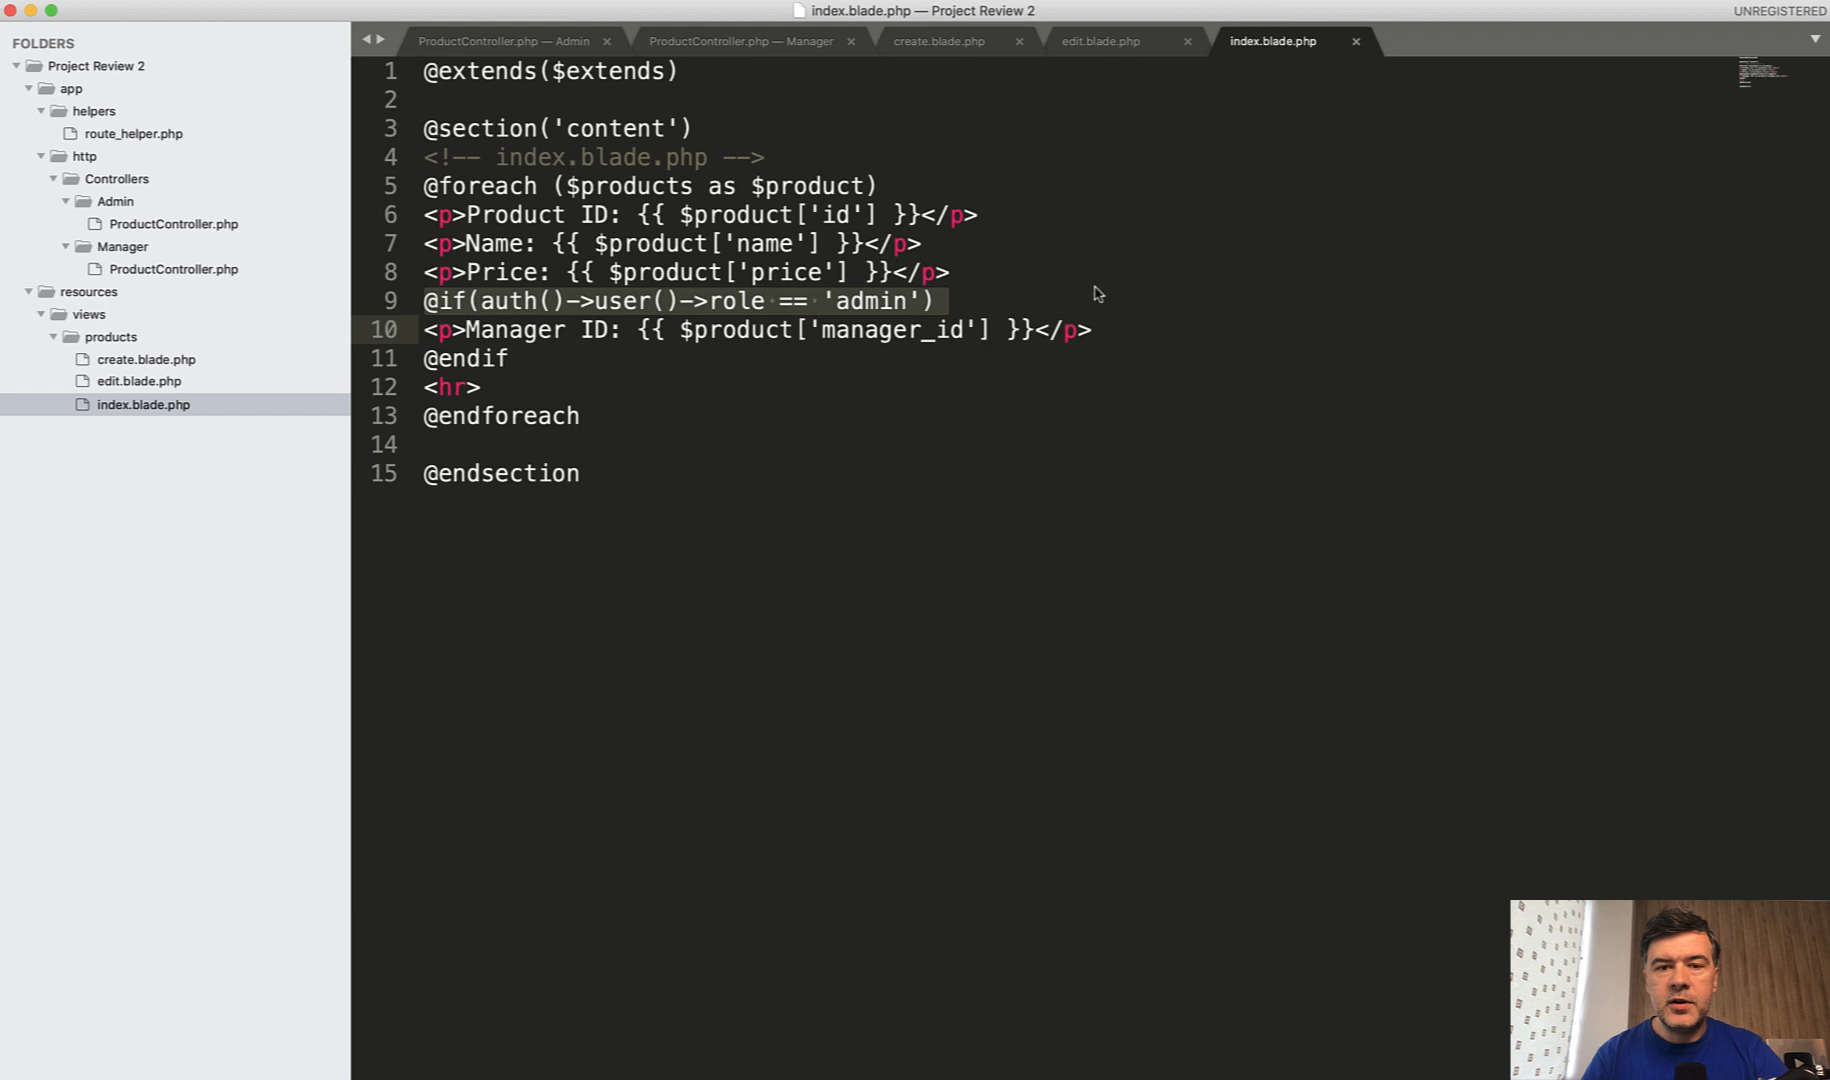 index.blade.php — Project Review 2
UNREGISTERED
FOLDERS
Project Review 2
app
helpers
route_helper.php
http
Controllers
Admin
ProductController.php
Manager
ProductController.php
resources
views
products
create.blade.php
edit.blade.php
index.blade.php
ProductController.php — Admin
ProductController.php — Manager
create.blade.php
edit.blade.php
index.blade.php
1 @extends($extends)
2
3 @section('content')
4 <!-- index.blade.php -->
5 @foreach ($products as $product)
6 <p>Product ID: {{ $product['id'] }}</p>
7 <p>Name: {{ $product['name'] }}</p>
8 <p>Price: {{ $product['price'] }}</p>
9 @if(auth()->user()->role == 'admin')
10 <p>Manager ID: {{ $product['manager_id'] }}</p>
11 @endif
12 <hr>
13 @endforeach
14
15 @endsection